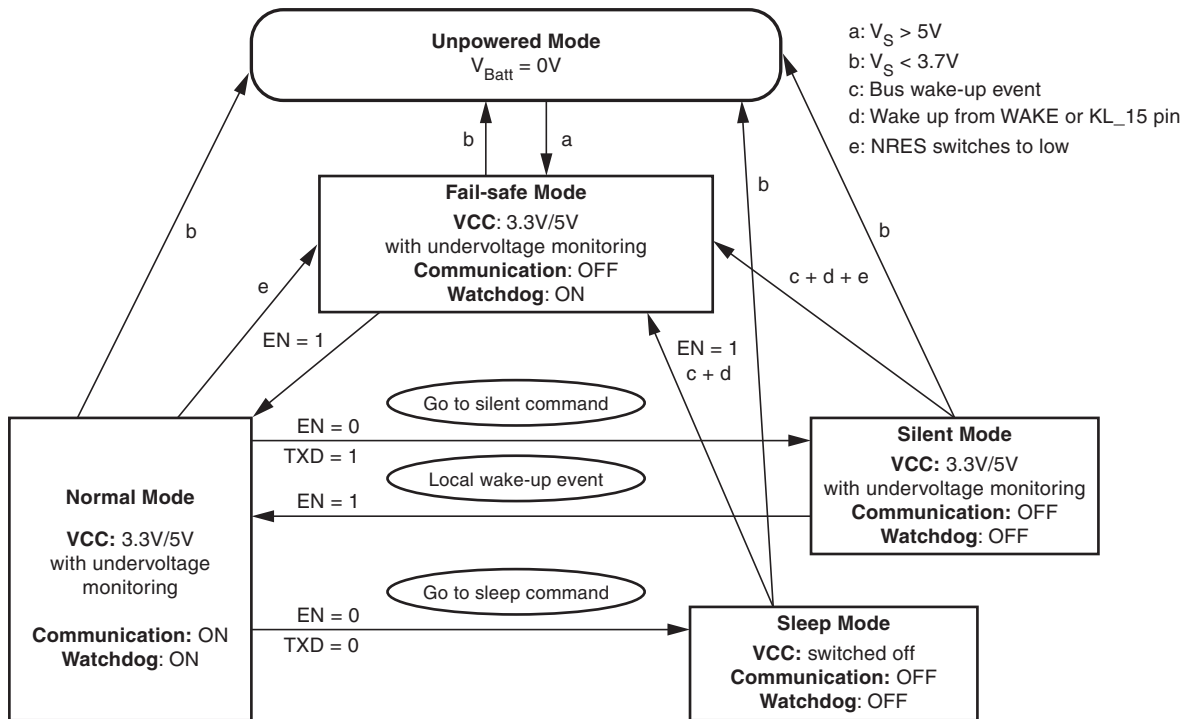 Unpowered Mode
V_Batt = 0V
a: V_S > 5V
b: V_S < 3.7V
c: Bus wake-up event
d: Wake up from WAKE or KL_15 pin
e: NRES switches to low
b
a
Fail-safe Mode
VCC: 3.3V/5V
with undervoltage monitoring
Communication: OFF
Watchdog: ON
b
b
b
e
c + d + e
EN = 1
EN = 1
c + d
Go to silent command
EN = 0
TXD = 1
Local wake-up event
EN = 1
Silent Mode
VCC: 3.3V/5V
with undervoltage monitoring
Communication: OFF
Watchdog: OFF
Normal Mode
VCC: 3.3V/5V
with undervoltage
monitoring
Communication: ON
Watchdog: ON
Go to sleep command
EN = 0
TXD = 0
Sleep Mode
VCC: switched off
Communication: OFF
Watchdog: OFF